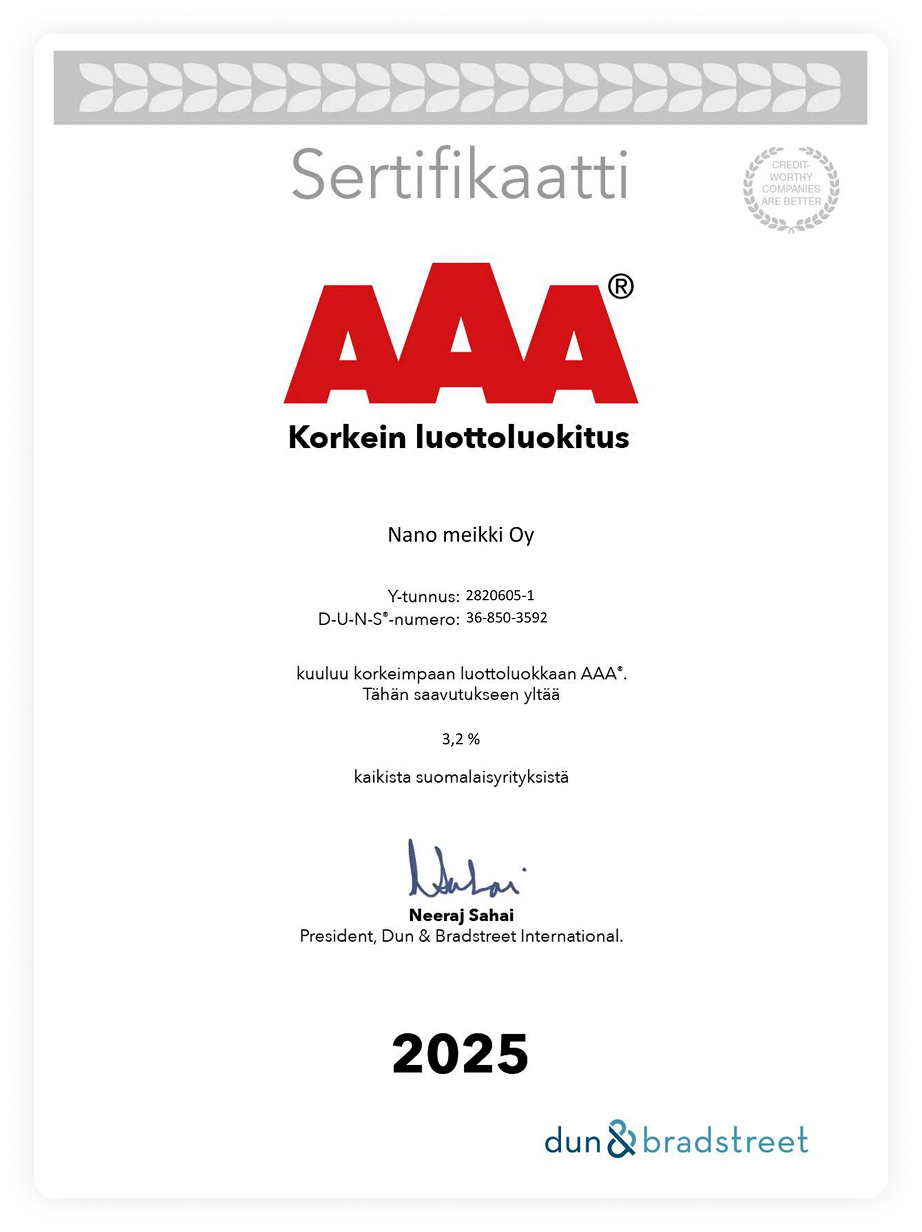 Sertifikaatti
CREDIT-
WORTHY
COMPANIES
ARE BETTER
AAA®
Korkein luottoluokitus
Nano meikki Oy
Y-tunnus: 2820605-1
D-U-N-S®-numero: 36-850-3592
kuuluu korkeimpaan luottoluokkaan AAA®.
Tähän saavutukseen yltää
3,2 %
kaikista suomalaisyrityksistä
Neeraj Sahai
President, Dun & Bradstreet International.
2025
dun & bradstreet